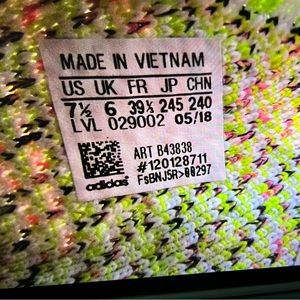 MADE IN VIETNAM
US UK FR JP CHN
7½ 6 39⅓ 245 240
LVL 029002 05/18
ART B43838
#120128711
adidas FsBNJ5R>00297